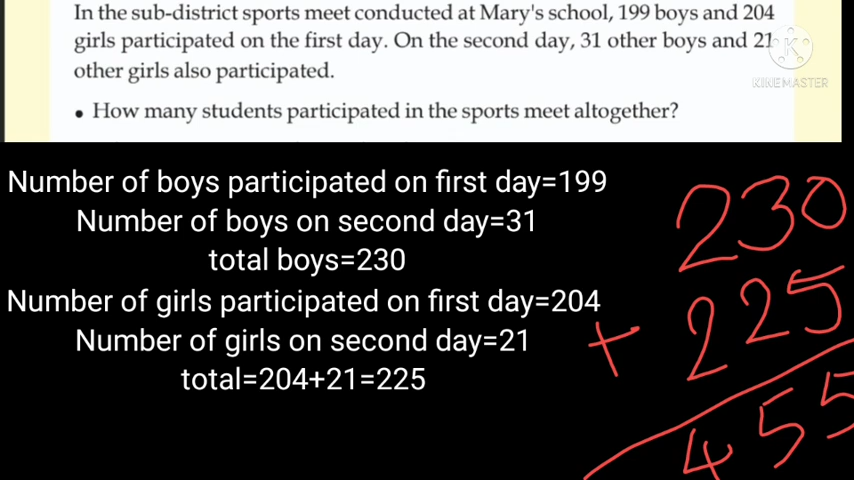 In the sub-district sports meet conducted at Mary's school, 199 boys and 204
girls participated on the first day. On the second day, 31 other boys and 21
other girls also participated.
• How many students participated in the sports meet altogether?
KINEMASTER
Number of boys participated on first day=199
Number of boys on second day=31
total boys=230
Number of girls participated on first day=204
Number of girls on second day=21
total=204+21=225
230
+ 225
455